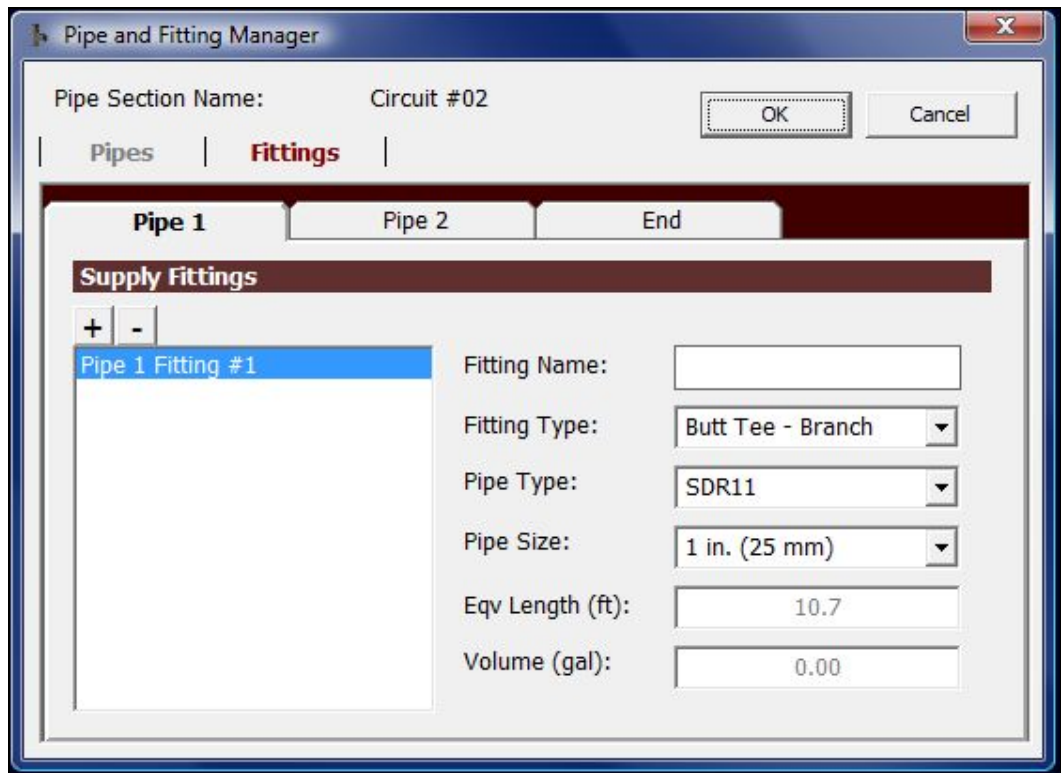 Pipe and Fitting Manager
Pipe Section Name: Circuit #02
OK Cancel
Pipes Fittings
Pipe 1 Pipe 2 End
Supply Fittings
+ -
Pipe 1 Fitting #1
Fitting Name:
Fitting Type: Butt Tee - Branch
Pipe Type: SDR11
Pipe Size: 1 in. (25 mm)
Eqv Length (ft): 10.7
Volume (gal): 0.00